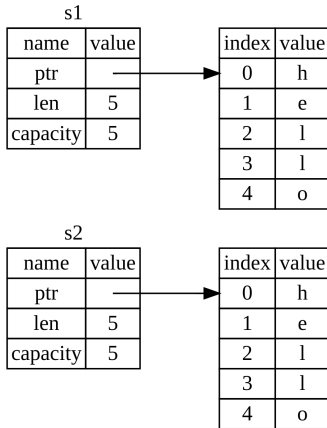 s1
name value
ptr
len 5
capacity 5
index value
0 h
1 e
2 l
3 l
4 o
s2
name value
ptr
len 5
capacity 5
index value
0 h
1 e
2 l
3 l
4 o